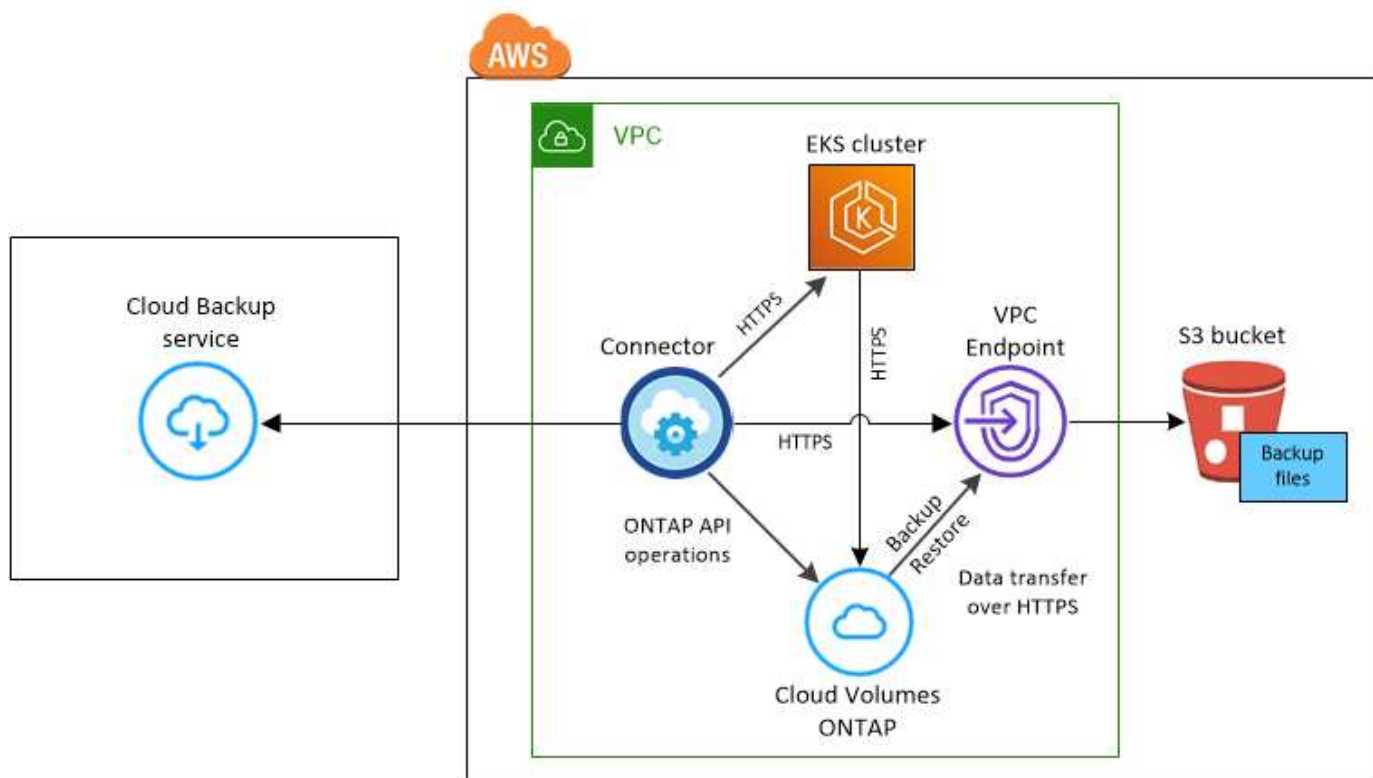 AWS
VPC
EKS cluster
Cloud Backup
service
Connector
HTTPS
HTTPS
VPC
Endpoint
S3 bucket
HTTPS
Backup
files
ONTAP API
operations
Backup
Restore
Data transfer
over HTTPS
Cloud Volumes
ONTAP
K